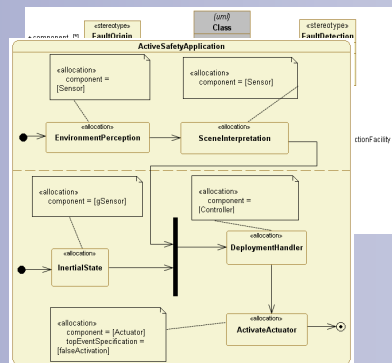 «stereotype»
FaultOrigin
(uml)
Class
«stereotype»
FaultDetection
+ component
ActiveSafetyApplication
«allocation»
component =
[Sensor]
«allocation»
component = [Sensor]
«allocation»
EnvironmentPerception
«allocation»
SceneInterpretation
ctionFacility
«allocation»
component = [gSensor]
«allocation»
component =
[Controller]
«allocation»
InertialState
«allocation»
DeploymentHandler
«allocation»
component = [Actuator]
topEventSpecification =
[falseActivation]
«allocation»
ActivateActuator